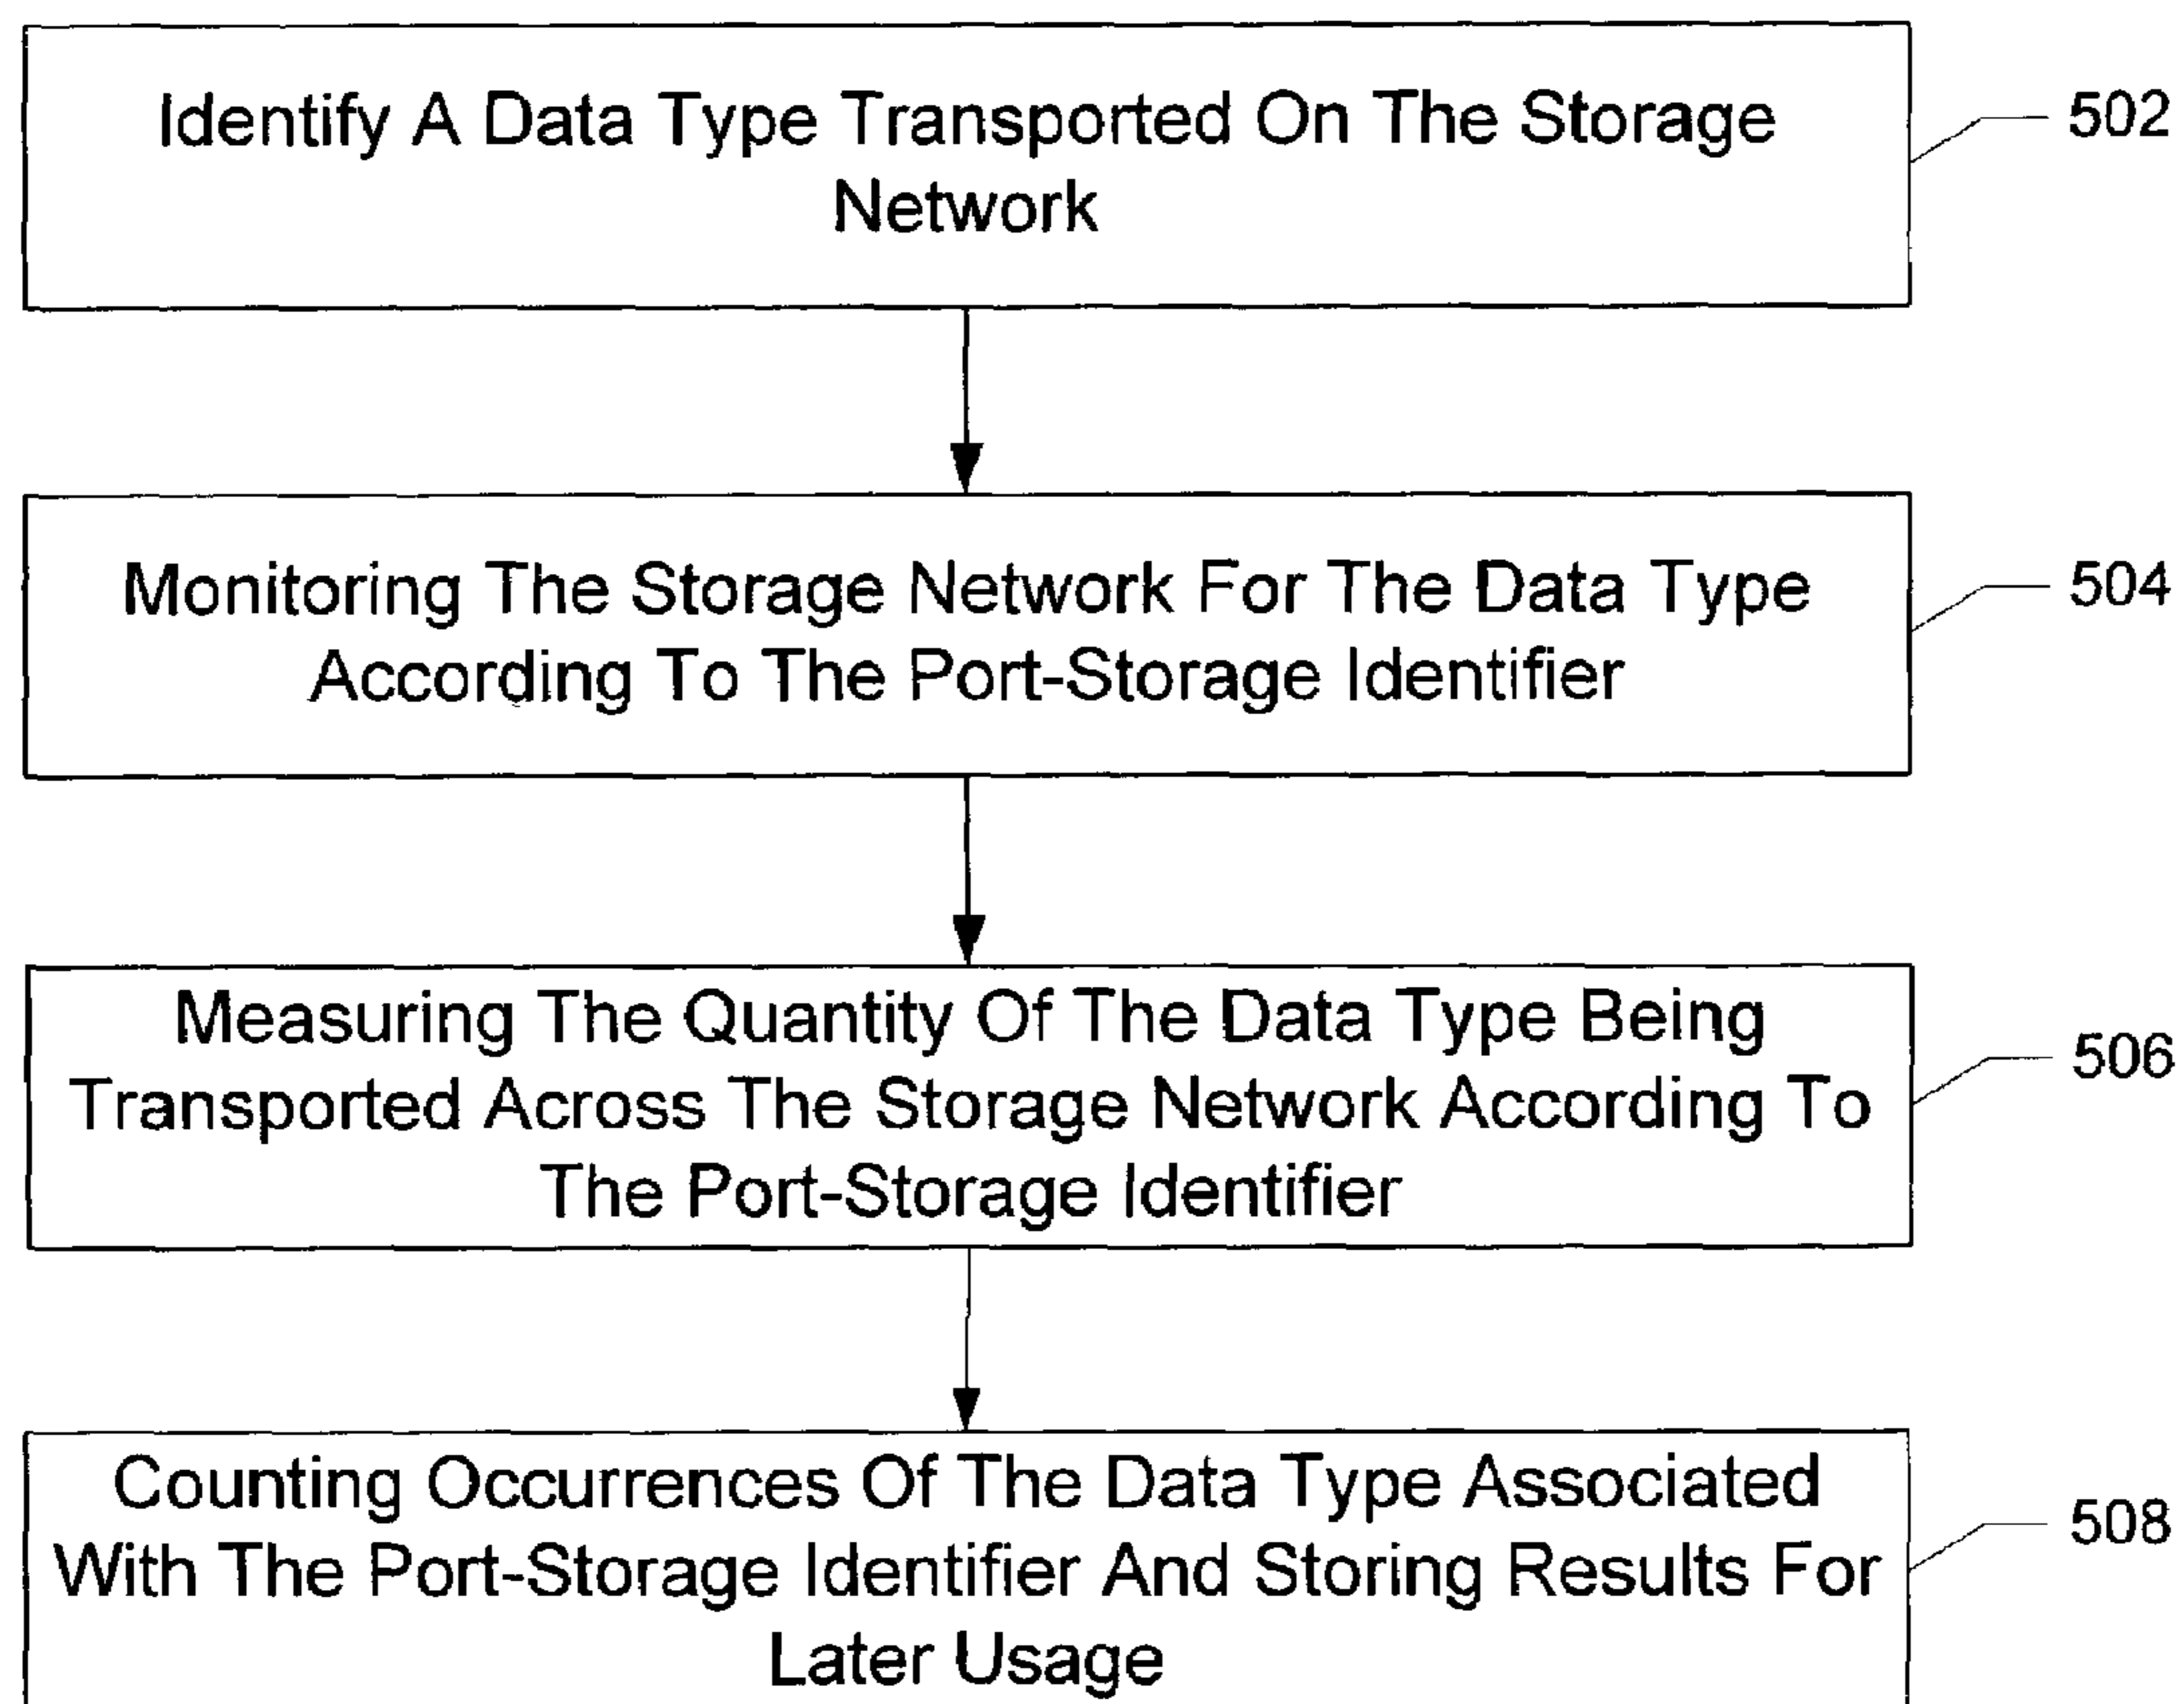 Identify A Data Type Transported On The Storage
Network
502
Monitoring The Storage Network For The Data Type
According To The Port-Storage Identifier
504
Measuring The Quantity Of The Data Type Being
Transported Across The Storage Network According To
The Port-Storage Identifier
506
Counting Occurrences Of The Data Type Associated
With The Port-Storage Identifier And Storing Results For
Later Usage
508